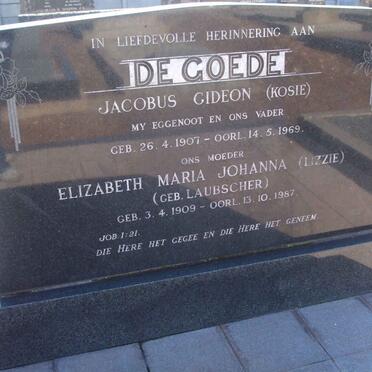 IN LIEFDEVOLLE HERINNERING AAN
DE GOEDE
JACOBUS GIDEON (KOSIE)
MY EGGENOOT EN ONS VADER
GEB. 26. 4. 1907 - OORL. 14. 5. 1969.
ONS MOEDER
ELIZABETH MARIA JOHANNA (LIZZIE)
(GEB. LAUBSCHER)
GEB. 3. 4. 1909 - OORL. 13. 10. 1987.
JOB 1:21.
DIE HERE HET GEGEE EN DIE HERE HET GENEEM.